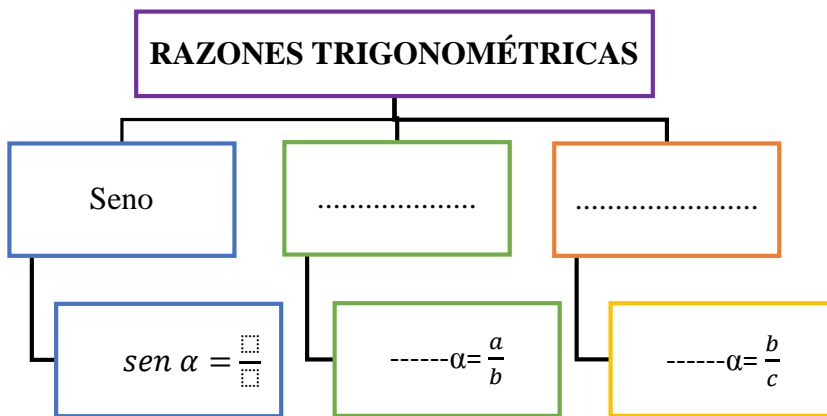 RAZONES TRIGONOMÉTRICAS
Seno
.....................
........................
sen α = □/□
------α= a/b
------α= b/c